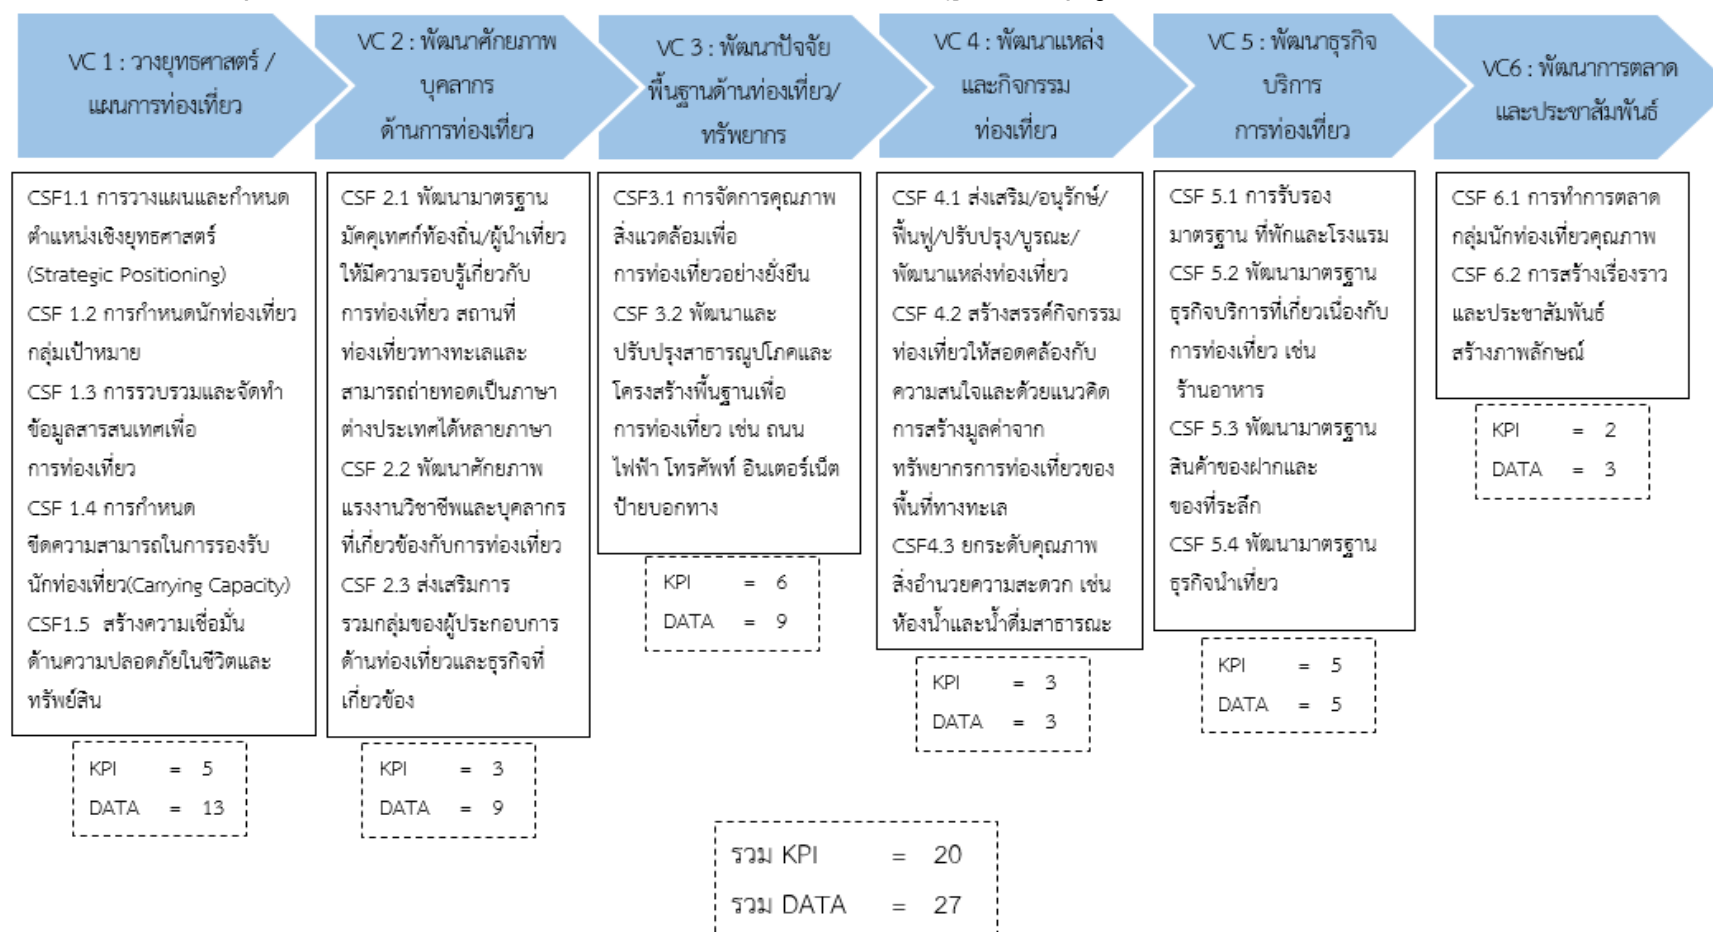 VC 1 : วางยุทธศาสตร์ /
แผนการท่องเที่ยว
VC 2 : พัฒนาศักยภาพ
บุคลากร
ด้านการท่องเที่ยว
VC 3 : พัฒนาปัจจัย
พื้นฐานด้านท่องเที่ยว/
ทรัพยากร
VC 4 : พัฒนาแหล่ง
และกิจกรรม
ท่องเที่ยว
VC 5 : พัฒนาธุรกิจ
บริการ
การท่องเที่ยว
VC6 : พัฒนาการตลาด
และประชาสัมพันธ์
CSF1.1 การวางแผนและกำหนด
ตำแหน่งเชิงยุทธศาสตร์
(Strategic Positioning)
CSF 1.2 การกำหนดนักท่องเที่ยว
กลุ่มเป้าหมาย
CSF 1.3 การรวบรวมและจัดทำ
ข้อมูลสารสนเทศเพื่อ
การท่องเที่ยว
CSF 1.4 การกำหนด
ขีดความสามารถในการรองรับ
นักท่องเที่ยว(Carrying Capacity)
CSF1.5 สร้างความเชื่อมั่น
ด้านความปลอดภัยในชีวิตและ
ทรัพย์สิน
KPI = 5
DATA = 13
CSF 2.1 พัฒนามาตรฐาน
มัคคุเทศก์ท้องถิ่น/ผู้นำเที่ยว
ให้มีความรอบรู้เกี่ยวกับ
การท่องเที่ยว สถานที่
ท่องเที่ยวทางทะเลและ
สามารถถ่ายทอดเป็นภาษา
ต่างประเทศได้หลายภาษา
CSF 2.2 พัฒนาศักยภาพ
แรงงานวิชาชีพและบุคลากร
ที่เกี่ยวข้องกับการท่องเที่ยว
CSF 2.3 ส่งเสริมการ
รวมกลุ่มของผู้ประกอบการ
ด้านท่องเที่ยวและธุรกิจที่
เกี่ยวข้อง
KPI = 3
DATA = 9
CSF3.1 การจัดการคุณภาพ
สิ่งแวดล้อมเพื่อ
การท่องเที่ยวอย่างยั่งยืน
CSF 3.2 พัฒนาและ
ปรับปรุงสาธารณูปโภคและ
โครงสร้างพื้นฐานเพื่อ
การท่องเที่ยว เช่น ถนน
ไฟฟ้า โทรศัพท์ อินเตอร์เน็ต
ป้ายบอกทาง
KPI = 6
DATA = 9
CSF 4.1 ส่งเสริม/อนุรักษ์/
ฟื้นฟู/ปรับปรุง/บูรณะ/
พัฒนาแหล่งท่องเที่ยว
CSF 4.2 สร้างสรรค์กิจกรรม
ท่องเที่ยวให้สอดคล้องกับ
ความสนใจและด้วยแนวคิด
การสร้างมูลค่าจาก
ทรัพยากรการท่องเที่ยวของ
พื้นที่ทางทะเล
CSF4.3 ยกระดับคุณภาพ
สิ่งอำนวยความสะดวก เช่น
ห้องน้ำและน้ำดื่มสาธารณะ
KPI = 3
DATA = 3
CSF 5.1 การรับรอง
มาตรฐาน ที่พักและโรงแรม
CSF 5.2 พัฒนามาตรฐาน
ธุรกิจบริการที่เกี่ยวเนื่องกับ
การท่องเที่ยว เช่น
ร้านอาหาร
CSF 5.3 พัฒนามาตรฐาน
สินค้าของฝากและ
ของที่ระลึก
CSF 5.4 พัฒนามาตรฐาน
ธุรกิจนำเที่ยว
KPI = 5
DATA = 5
CSF 6.1 การทำการตลาด
กลุ่มนักท่องเที่ยวคุณภาพ
CSF 6.2 การสร้างเรื่องราว
และประชาสัมพันธ์
สร้างภาพลักษณ์
KPI = 2
DATA = 3
รวม KPI = 20
รวม DATA = 27